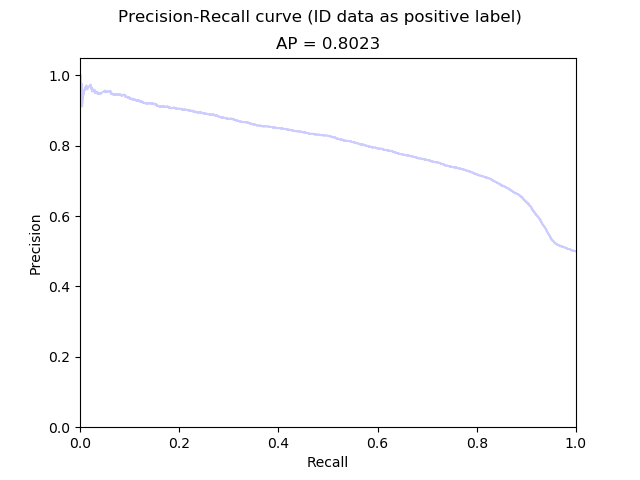 Precision-Recall curve (ID data as positive label)
AP = 0.8023
1.0
0.8
0.6
0.4
0.2
0.0
Precision
0.0 0.2 0.4 0.6 0.8 1.0
Recall